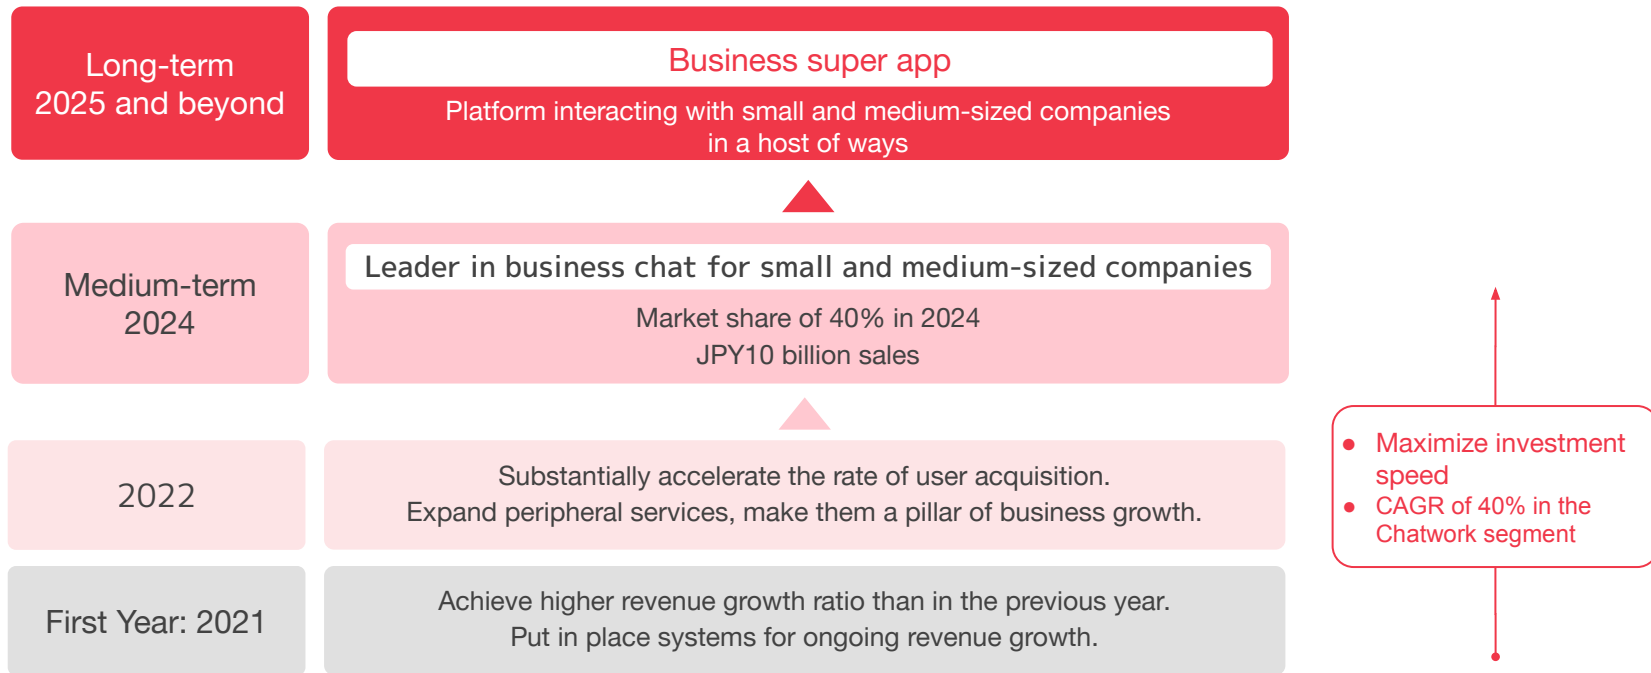 Long-term
2025 and beyond
Business super app
Platform interacting with small and medium-sized companies
in a host of ways
Medium-term
2024
Leader in business chat for small and medium-sized companies
Market share of 40% in 2024
JPY10 billion sales
2022
Substantially accelerate the rate of user acquisition.
Expand peripheral services, make them a pillar of business growth.
First Year: 2021
Achieve higher revenue growth ratio than in the previous year.
Put in place systems for ongoing revenue growth.
● Maximize investment
speed
● CAGR of 40% in the
Chatwork segment